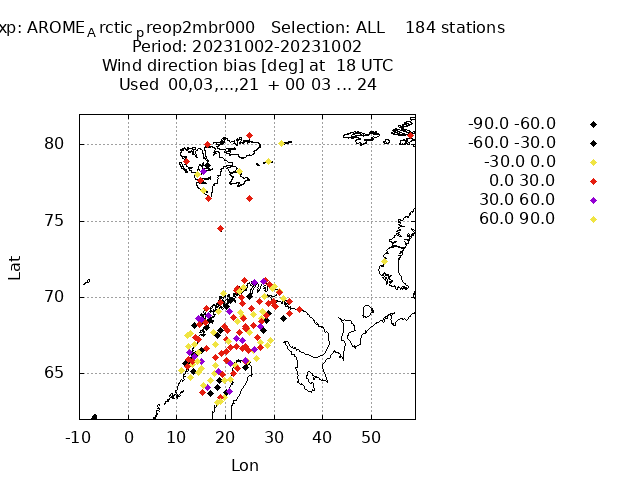 xp: AROME_Arctic_preop2mbr000 Selection: ALL 184 stations
Period: 20231002-20231002
Wind direction bias [deg] at 18 UTC
Used 00,03,...,21 + 00 03 ... 24
-90.0 -60.0
-60.0 -30.0
-30.0 0.0
0.0 30.0
30.0 60.0
60.0 90.0
80
75
70
65
Lat
-10 0 10 20 30 40 50
Lon